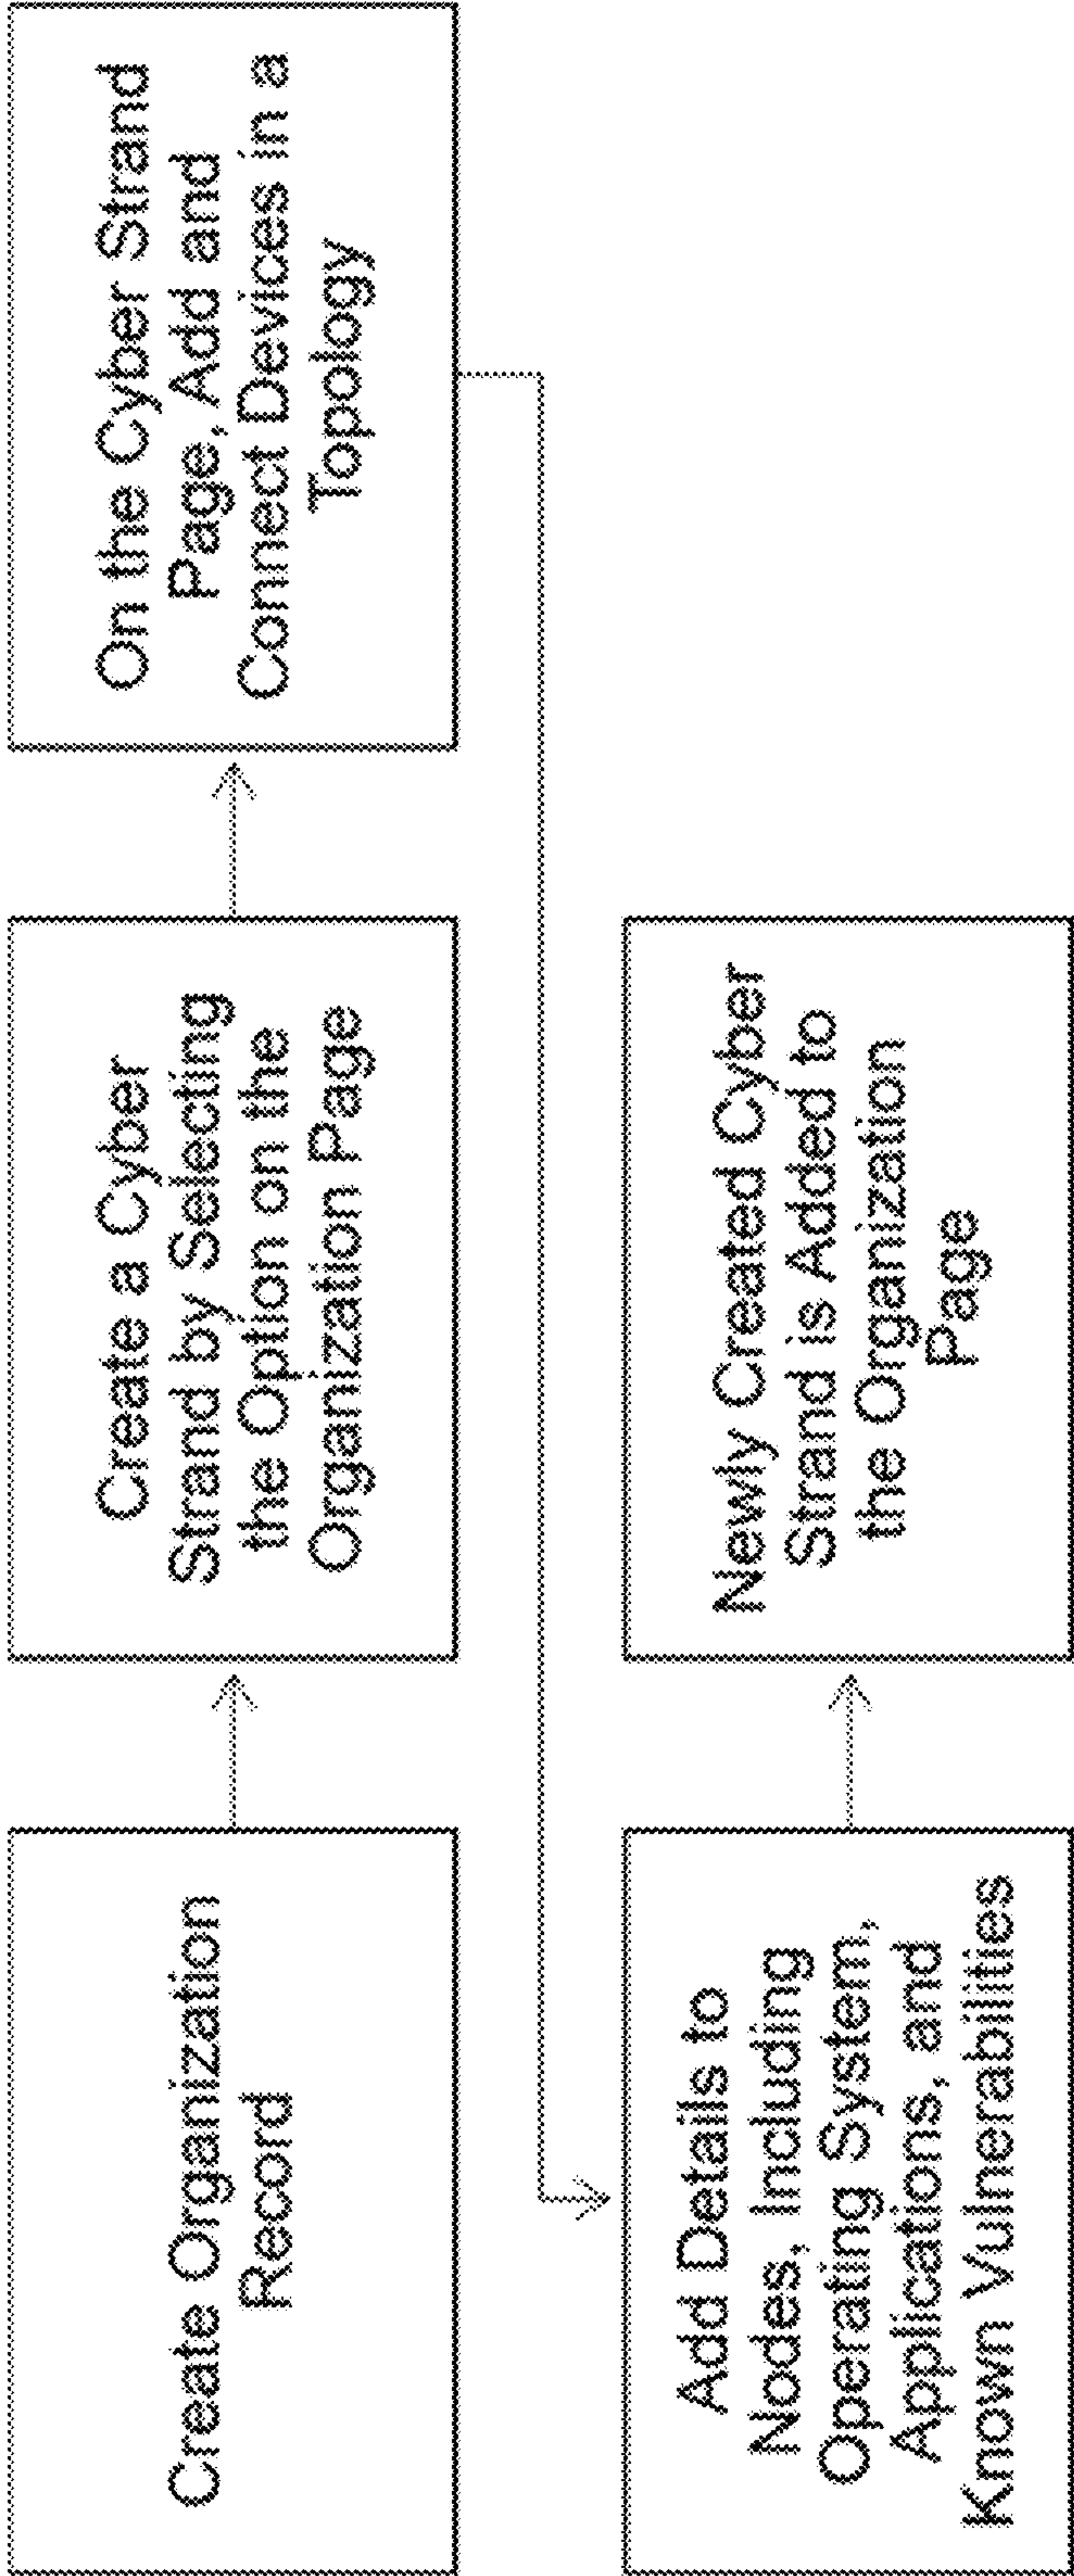 Create Organization
Record
Create a Cyber
Strand by Selecting
the Option on the
Organization Page
On the Cyber Strand
Page, Add and
Connect Devices in a
Topology
Add Details to
Nodes, Including
Operating System,
Applications, and
Known Vulnerabilities
Newly Created Cyber
Strand is Added to
the Organization
Page